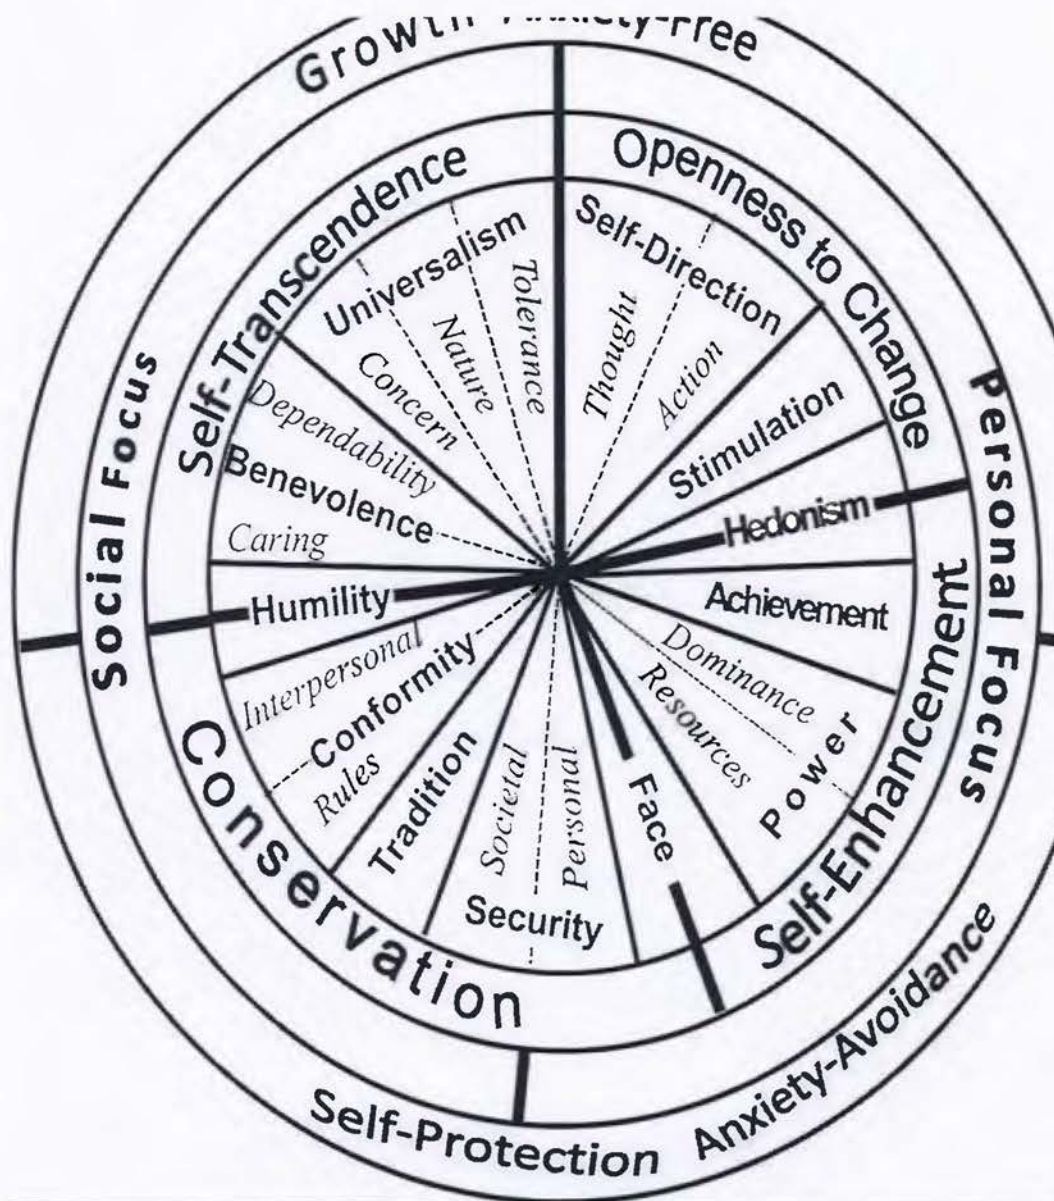 Growth Anxiety-Free
Social Focus
Personal Focus
Self-Transcendence
Openness to Change
Universalism
Concern
Nature
Tolerance
Self-Direction
Thought
Action
Stimulation
Hedonism
Achievement
Dominance
Resources
Power
Self-Enhancement
Face
Personal
Societal
Security
Tradition
Conformity
Rules
Interpersonal
Humility
Caring
Benevolence
Dependability
Conservation
Self-Protection Anxiety-Avoidance